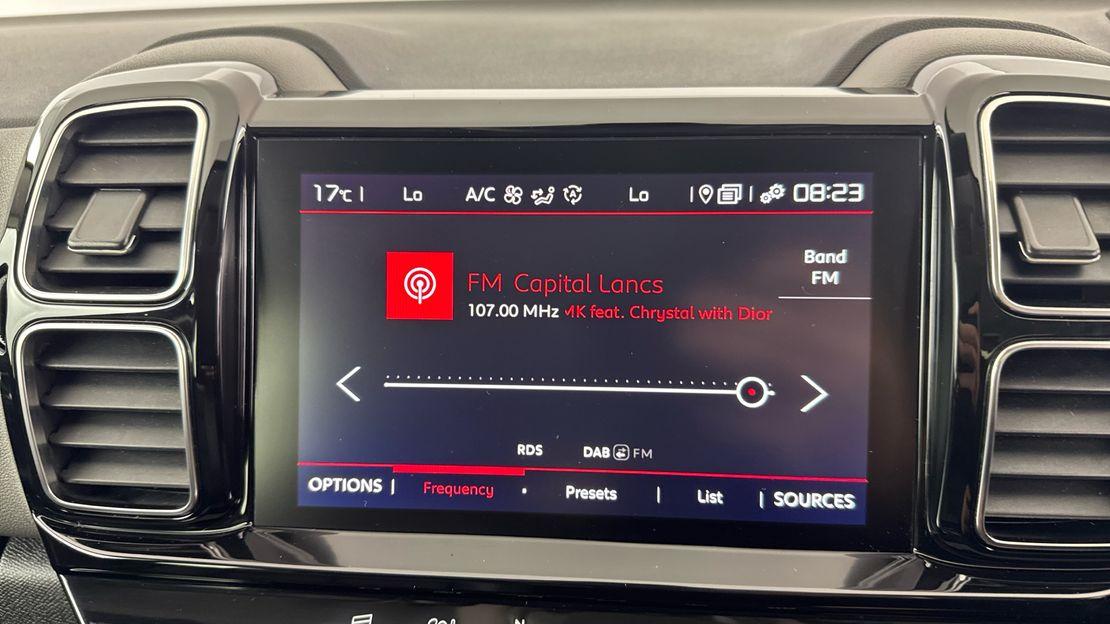 17°C Lo A/C Lo 08:23
Band
FM
FM Capital Lancs
107.00 MHz feat. Chrystal with Dior
RDS DAB FM
OPTIONS Frequency Presets List SOURCES